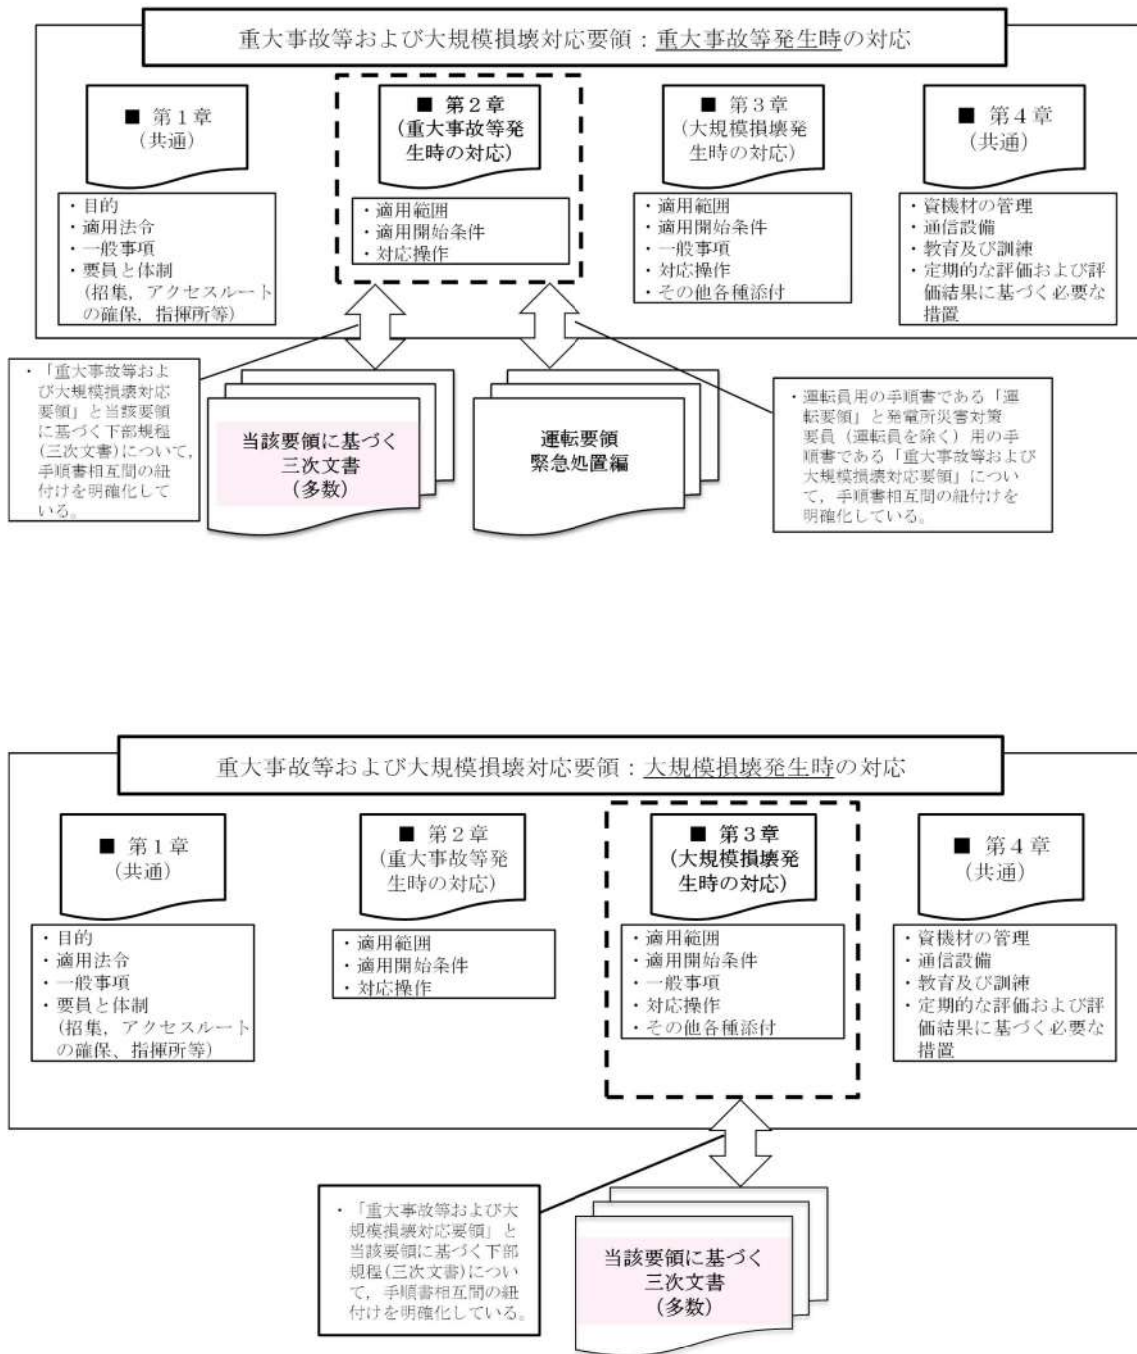 重大事故等および大規模損壊対応要領：重大事故等発生時の対応
■ 第１章
（共通）
・目的
・適用法令
・一般事項
・要員と体制
(招集，アクセスルート
の確保，指揮所等）
■ 第２章
（重大事故等発
生時の対応）
・適用範囲
・適用開始条件
・対応操作
■ 第３章
（大規模損壊発
生時の対応）
・適用範囲
・適用開始条件
・一般事項
・対応操作
・その他各種添付
■ 第４章
（共通）
・資機材の管理
・通信設備
・教育及び訓練
・定期的な評価および評
価結果に基づく必要な
措置
・「重大事故等およ
び大規模損壊対応
要領」と当該要領
に基づく下部規程
(三次文書)について，
手順書相互間の紐
付けを明確化して
いる。
当該要領に基づく
三次文書
（多数）
運転要領
緊急処置編
・運転員用の手順書である「運
転要領」と発電所災害対策
要員（運転員を除く）用の手
順書である「重大事故等および
大規模損壊対応要領」につい
て，手順書相互間の紐付けを
明確化している。
重大事故等および大規模損壊対応要領：大規模損壊発生時の対応
■ 第１章
（共通）
・目的
・適用法令
・一般事項
・要員と体制
(招集，アクセスルート
の確保、指揮所等）
■ 第２章
（重大事故等発
生時の対応）
・適用範囲
・適用開始条件
・対応操作
■ 第３章
（大規模損壊発
生時の対応）
・適用範囲
・適用開始条件
・一般事項
・対応操作
・その他各種添付
■ 第４章
（共通）
・資機材の管理
・通信設備
・教育及び訓練
・定期的な評価および評
価結果に基づく必要な
措置
・「重大事故等および大
規模損壊対応要領」と
当該要領に基づく下部
規程(三次文書)につい
て，手順書相互間の紐付
けを明確化している。
当該要領に基づく
三次文書
（多数）